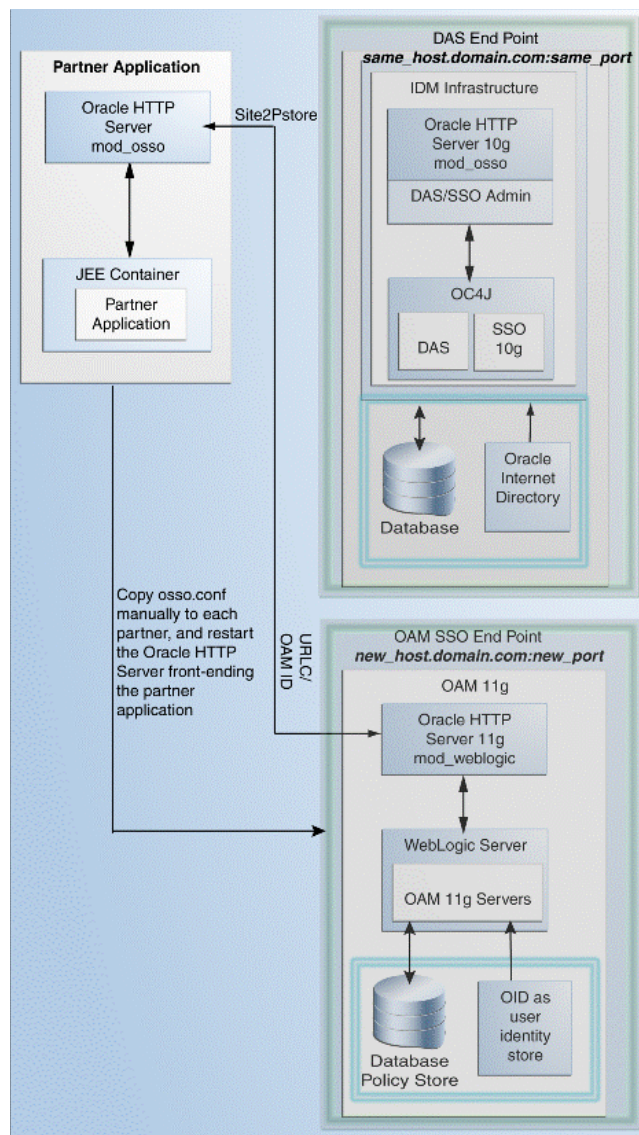 Partner Application
Oracle HTTP
Server
mod_osso
JEE Container
Partner
Application
Site2Pstore
Copy osso.conf
manually to each
partner, and restart
the Oracle HTTP
Server front-ending
the partner
application
URLC/
OAM ID
DAS End Point
same_host.domain.com:same_port
IDM Infrastructure
Oracle HTTP
Server 10g
mod_osso
DAS/SSO Admin
OC4J
DAS
SSO
10g
Database
Oracle
Internet
Directory
OAM SSO End Point
new_host.domain.com:new_port
OAM 11g
Oracle HTTP
Server 11g
mod_weblogic
WebLogic Server
OAM 11g Servers
Database
Policy Store
OID as
user
identity
store